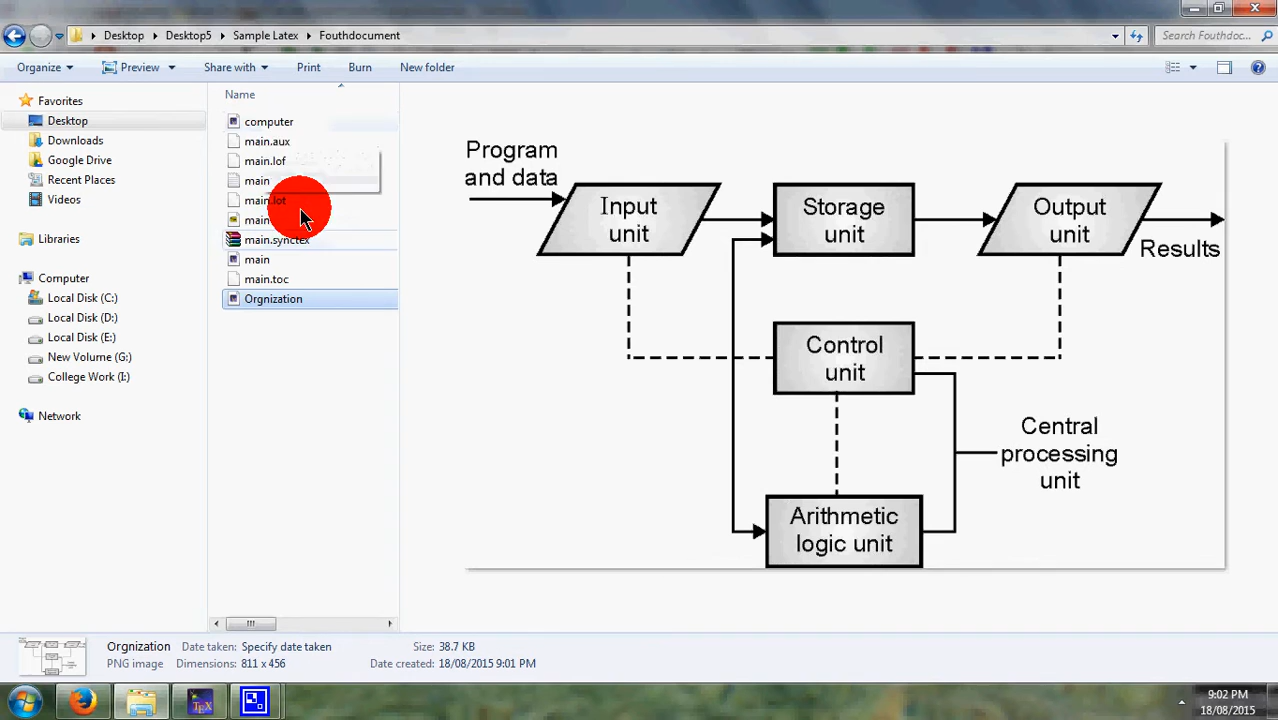 Desktop
Desktop5
Sample Latex
Fouthdocument
Search Fouthdoc...
Organize
Preview
Share with
Print
Burn
New folder
Favorites
Desktop
Downloads
Google Drive
Recent Places
Videos
Libraries
Computer
Local Disk (C:)
Local Disk (D:)
Local Disk (E:)
New Volume (G:)
College Work (I:)
Network
Name
computer
main.aux
main.lof
main
main.lot
main
main.synctex
main
main.toc
Orgnization
Program
and data
Input
unit
Storage
unit
Output
unit
Results
Control
unit
Central
processing
unit
Arithmetic
logic unit
Orgnization
Date taken: Specify date taken
Size: 38.7 KB
PNG image
Dimensions: 811 x 456
Date created: 18/08/2015 9:01 PM
TEX
9:02 PM
18/08/2015